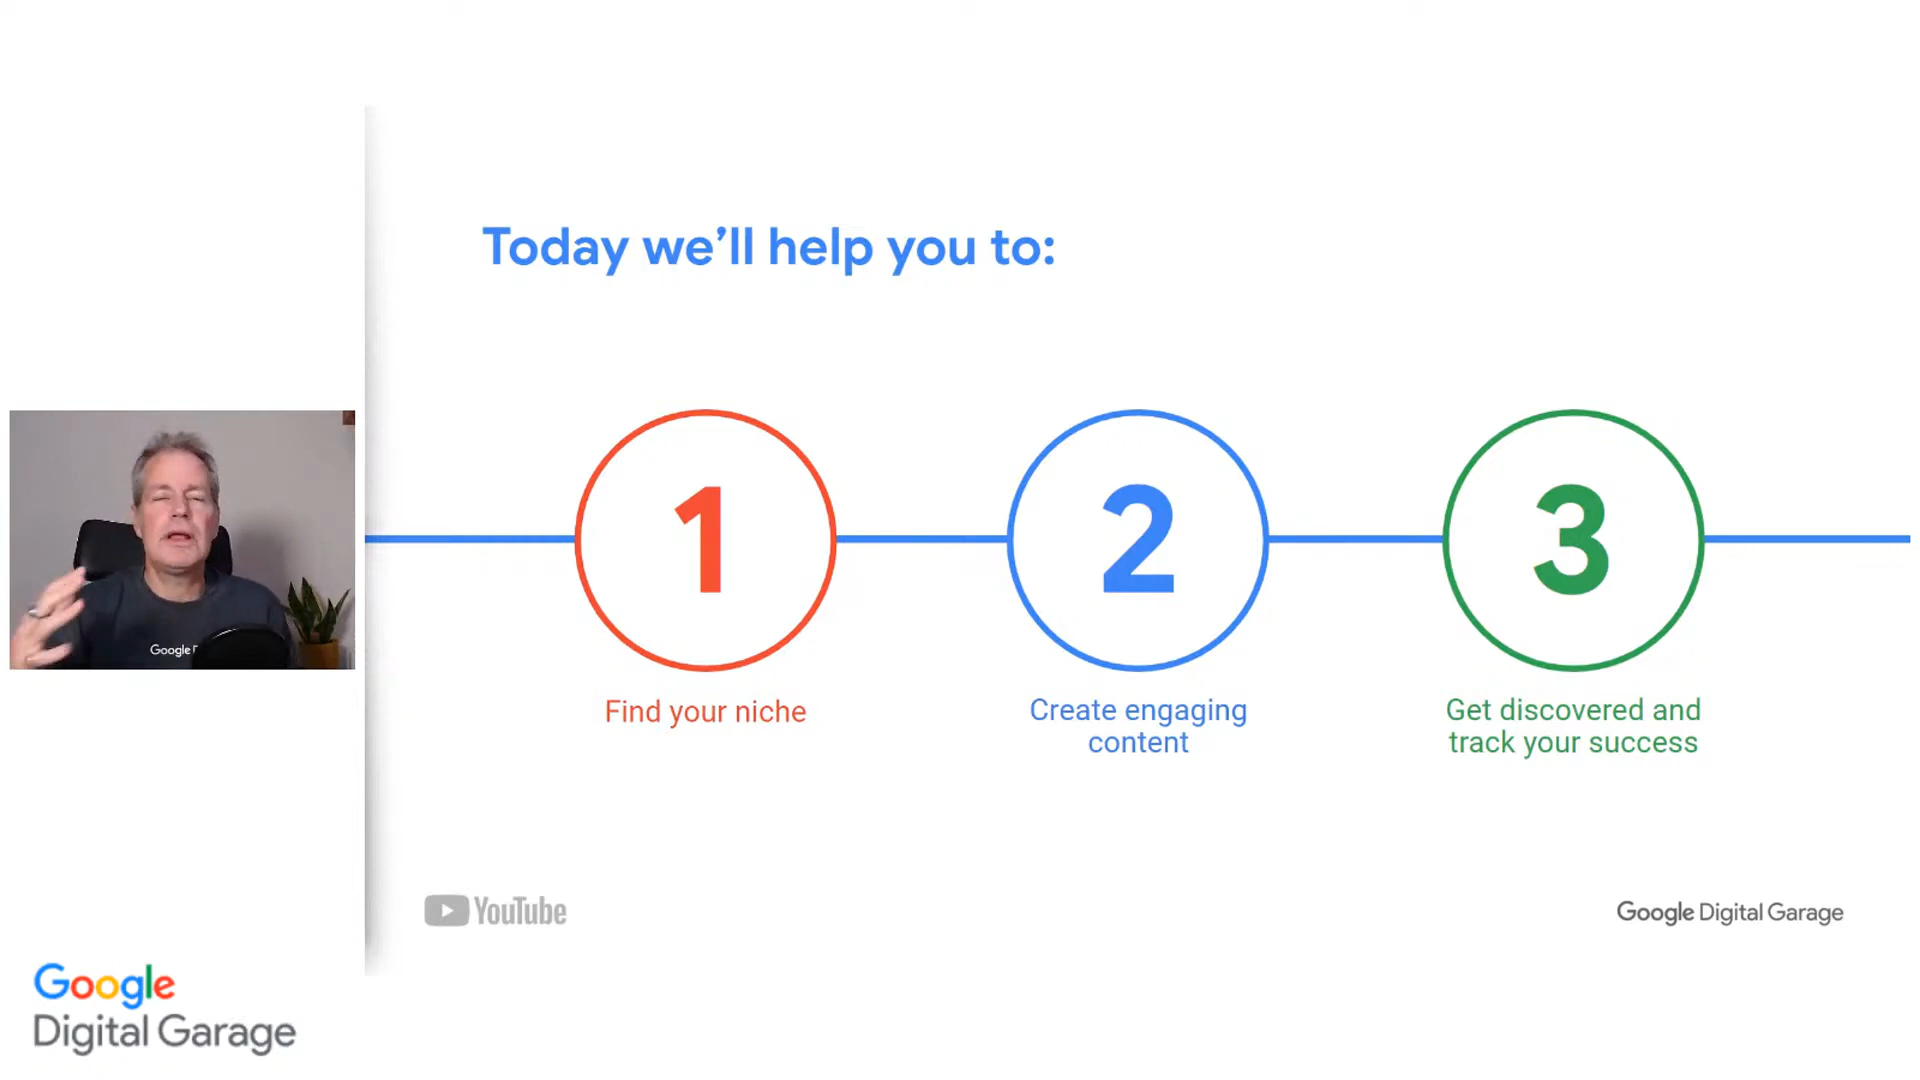 Today we’ll help you to:
1
2
3
Find your niche
Create engaging
content
Get discovered and
track your success
Google
YouTube
Google Digital Garage
Google
Digital Garage